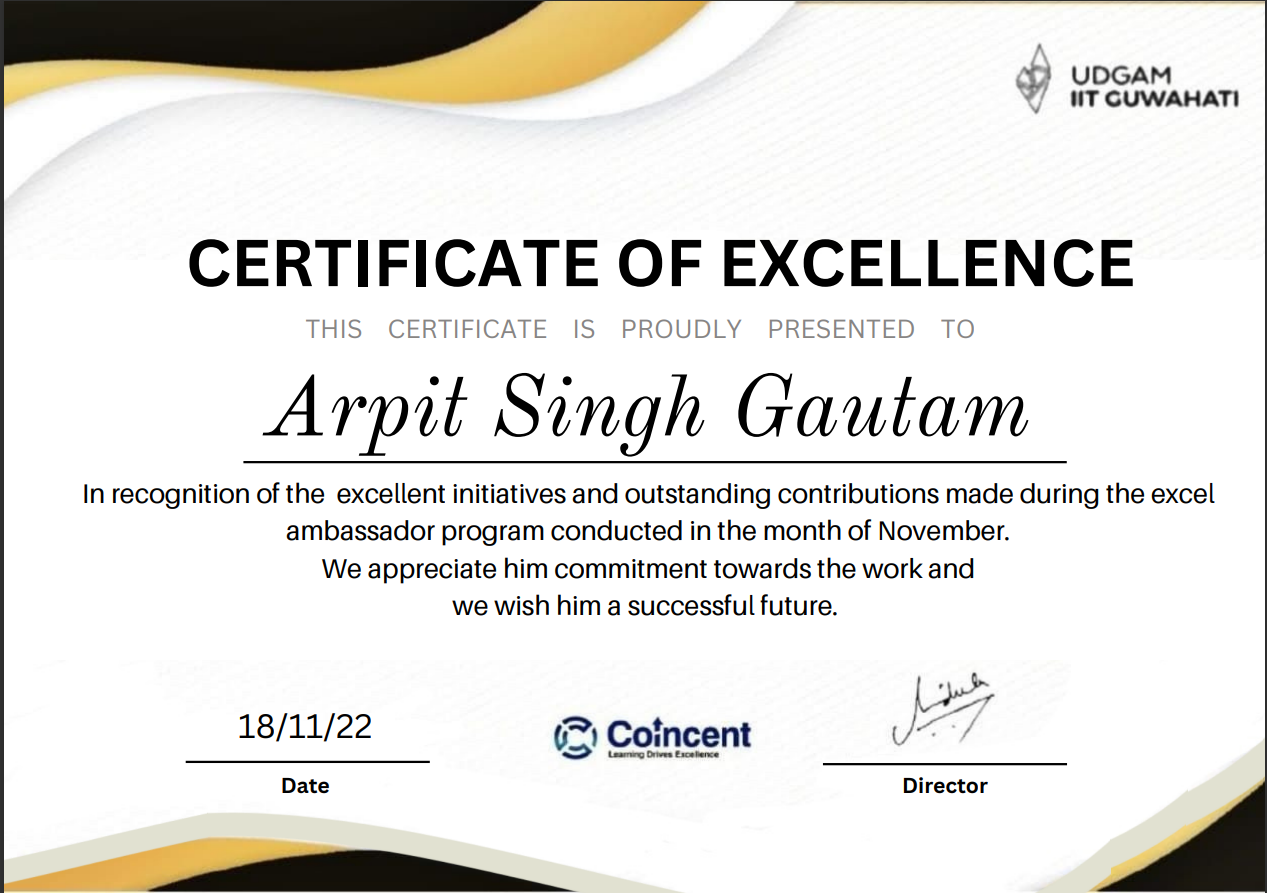 UDGAM
IIT GUWAHATI
CERTIFICATE OF EXCELLENCE
THIS CERTIFICATE IS PROUDLY PRESENTED TO
Arpit Singh Gautam
In recognition of the excellent initiatives and outstanding contributions made during the excel
ambassador program conducted in the month of November.
We appreciate him commitment towards the work and
we wish him a successful future.
18/11/22
Date
Coincent
Learning Drives Excellence
Director